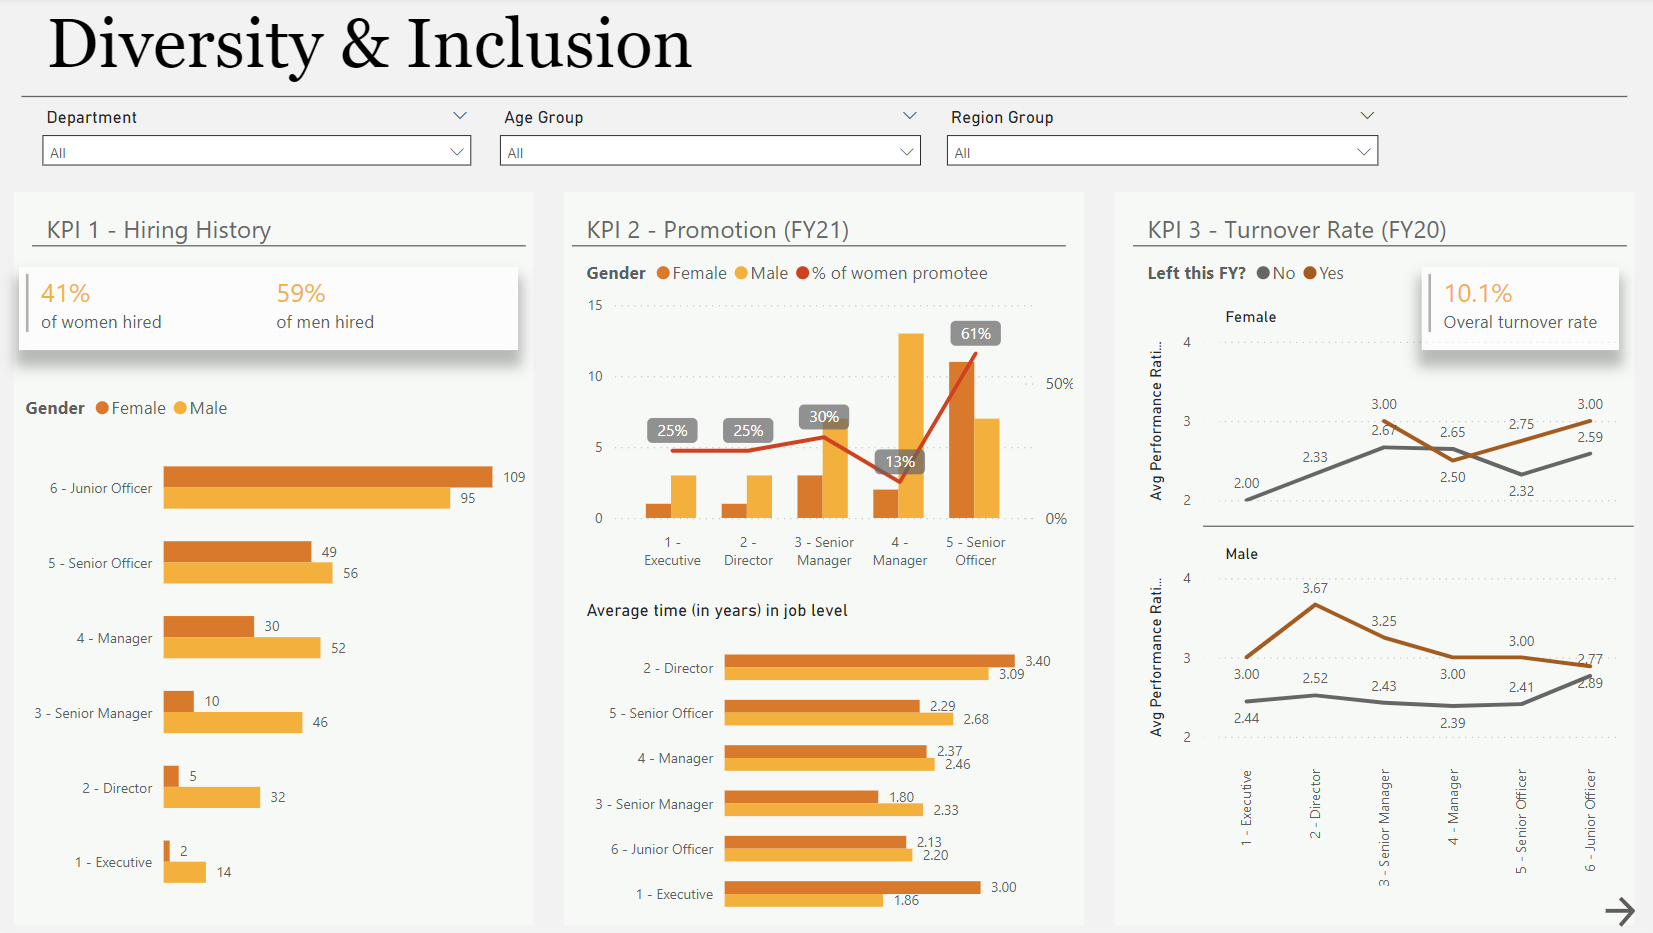 Diversity & Inclusion
Department
Age Group
Region Group
All
All
All
KPI 1 - Hiring History
41%
of women hired
59%
of men hired
Gender Female Male
6 - Junior Officer 109
95
5 - Senior Officer 49
56
4 - Manager 30
52
3 - Senior Manager 10
46
2 - Director 5
32
1 - Executive 2
14
KPI 2 - Promotion (FY21)
Gender Female Male % of women promotee
15
10
5
0
50%
0%
25%
25%
30%
13%
61%
1 -
Executive
2 -
Director
3 - Senior
Manager
4 -
Manager
5 - Senior
Officer
Average time (in years) in job level
2 - Director 3.40
3.09
5 - Senior Officer 2.29
2.68
4 - Manager 2.37
2.46
3 - Senior Manager 1.80
2.33
6 - Junior Officer 2.13
2.20
1 - Executive 3.00
1.86
KPI 3 - Turnover Rate (FY20)
Left this FY? No Yes
10.1%
Overal turnover rate
Female
Avg Performance Rati...
4
3
2
3.00
2.67
2.65
2.75
3.00
2.59
2.33
2.00
2.50
2.32
Male
Avg Performance Rati...
4
3
2
3.67
3.25
3.00
2.77
3.00
2.52
2.43
3.00
2.41
2.89
2.44
2.39
1 - Executive
2 - Director
3 - Senior Manager
4 - Manager
5 - Senior Officer
6 - Junior Officer